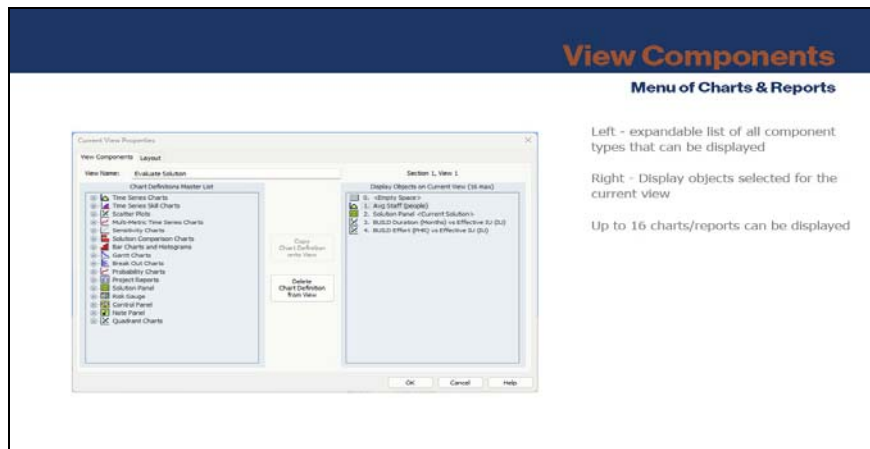 View Components
Menu of Charts & Reports
Left - expandable list of all component
types that can be displayed
Right - Display objects selected for the
current view
Up to 16 charts/reports can be displayed
Current View Properties
View Components Layout
View Name: Evaluate Solution
Section 1, View 1
Chart Definitions Master List
Time Series Charts
Time Series Skill Charts
Scatter Plots
Multi-Metric Time Series Charts
Sensitivity Charts
Solution Comparison Charts
Bar Charts and Histograms
Gantt Charts
Break Out Charts
Probability Charts
Project Reports
Solution Panel
Risk Gauge
Control Panel
Note Panel
Quadrant Charts
Copy
Chart Definition
onto View
Delete
Chart Definition
from View
Display Objects on Current View (16 max)
0. <Empty Space>
1. Avg Staff (people)
2. Solution Panel <Current Solution>
3. BUILD Duration (Months) vs Effective IU (IU)
4. BUILD Effort (PHR) vs Effective IU (IU)
OK Cancel Help